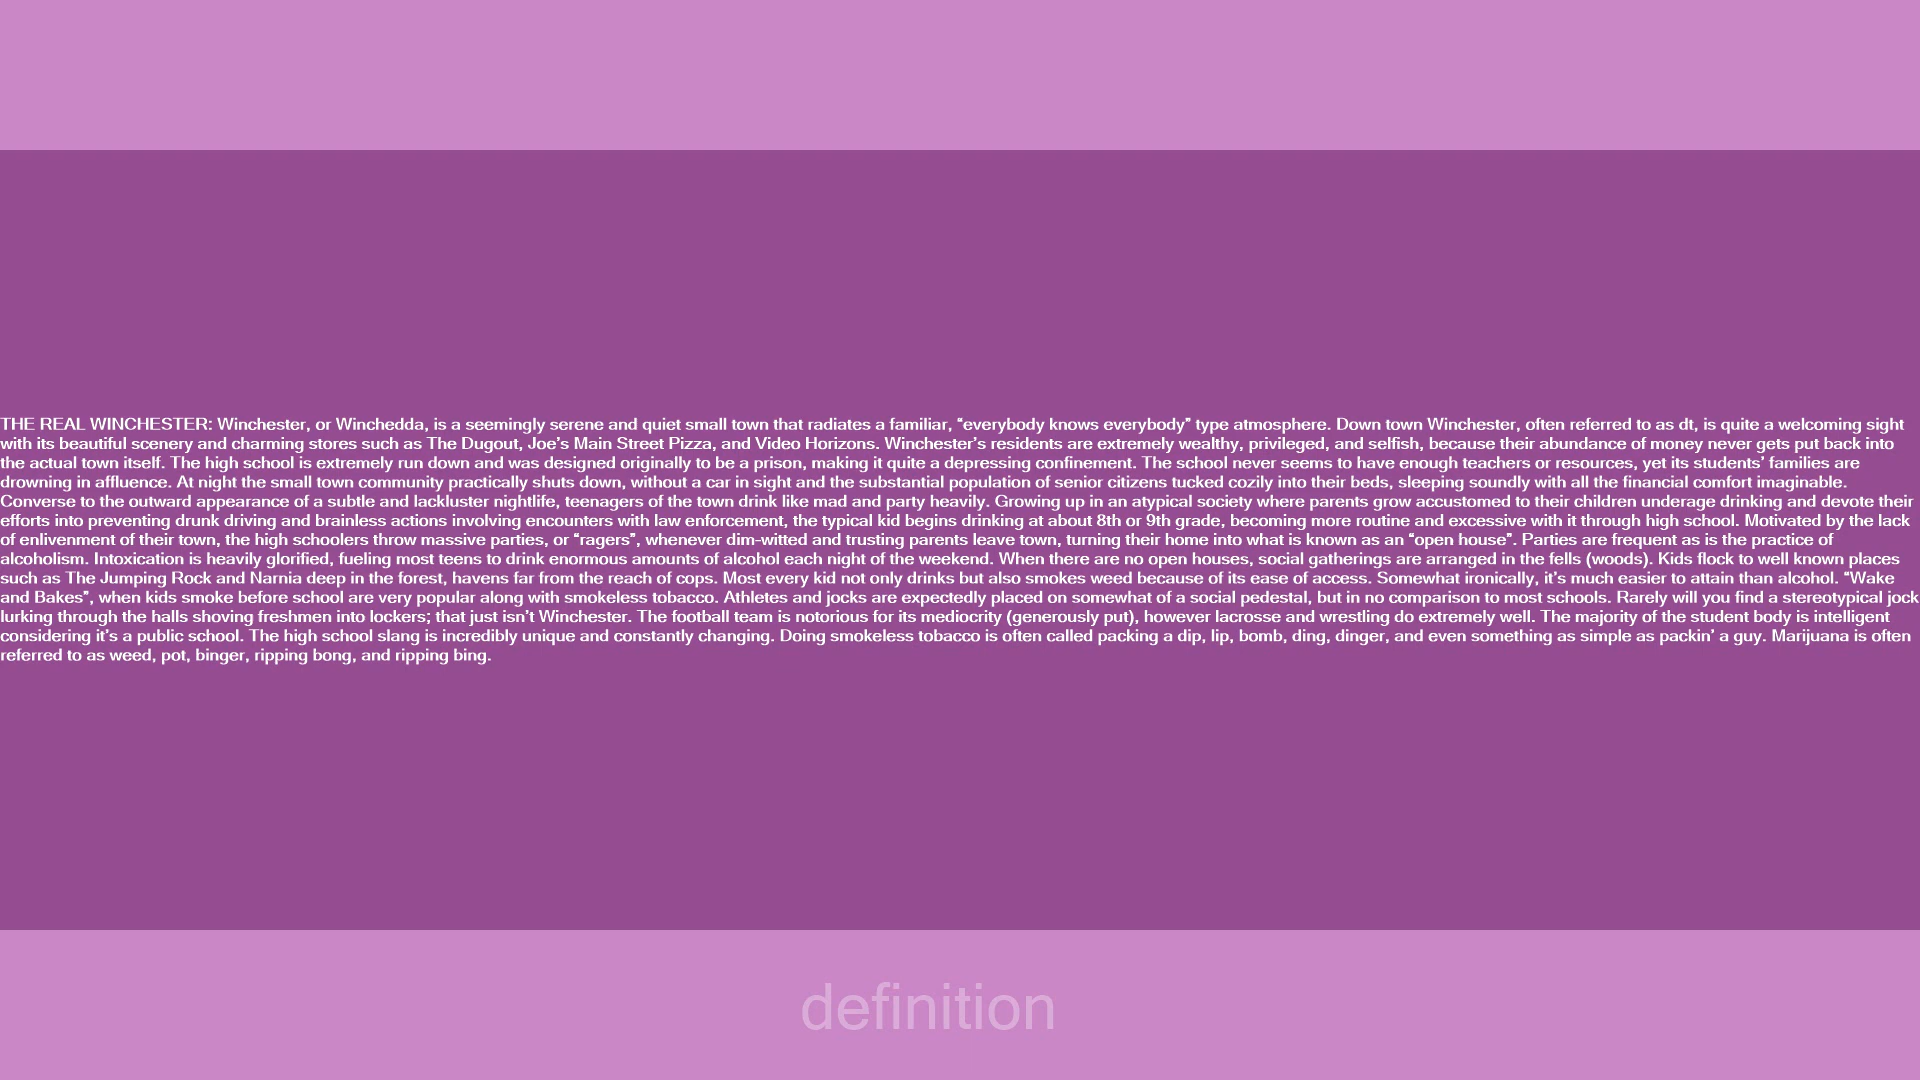 THE REAL WINCHESTER: Winchester, or Winchedda, is a seemingly serene and quiet small town that radiates a familiar, “everybody knows everybody” type atmosphere. Down town Winchester, often referred to as dt, is quite a welcoming sight
with its beautiful scenery and charming stores such as The Dugout, Joe’s Main Street Pizza, and Video Horizons. Winchester’s residents are extremely wealthy, privileged, and selfish, because their abundance of money never gets put back into
the actual town itself. The high school is extremely run down and was designed originally to be a prison, making it quite a depressing confinement. The school never seems to have enough teachers or resources, yet its students’ families are
drowning in affluence. At night the small town community practically shuts down, without a car in sight and the substantial population of senior citizens tucked cozily into their beds, sleeping soundly with all the financial comfort imaginable.
Converse to the outward appearance of a subtle and lackluster nightlife, teenagers of the town drink like mad and party heavily. Growing up in an atypical society where parents grow accustomed to their children underage drinking and devote their
efforts into preventing drunk driving and brainless actions involving encounters with law enforcement, the typical kid begins drinking at about 8th or 9th grade, becoming more routine and excessive with it through high school. Motivated by the lack
of enlivenment of their town, the high schoolers throw massive parties, or “ragers”, whenever dim-witted and trusting parents leave town, turning their home into what is known as an “open house”. Parties are frequent as is the practice of
alcoholism. Intoxication is heavily glorified, fueling most teens to drink enormous amounts of alcohol each night of the weekend. When there are no open houses, social gatherings are arranged in the fells (woods). Kids flock to well known places
such as The Jumping Rock and Narnia deep in the forest, havens far from the reach of cops. Most every kid not only drinks but also smokes weed because of its ease of access. Somewhat ironically, it’s much easier to attain than alcohol. “Wake
and Bakes”, when kids smoke before school are very popular along with smokeless tobacco. Athletes and jocks are expectedly placed on somewhat of a social pedestal, but in no comparison to most schools. Rarely will you find a stereotypical jock
lurking through the halls shoving freshmen into lockers; that just isn’t Winchester. The football team is notorious for its mediocrity (generously put), however lacrosse and wrestling do extremely well. The majority of the student body is intelligent
considering it’s a public school. The high school slang is incredibly unique and constantly changing. Doing smokeless tobacco is often called packing a dip, lip, bomb, ding, dinger, and even something as simple as packin’ a guy. Marijuana is often
referred to as weed, pot, binger, ripping bong, and ripping bing.
definition